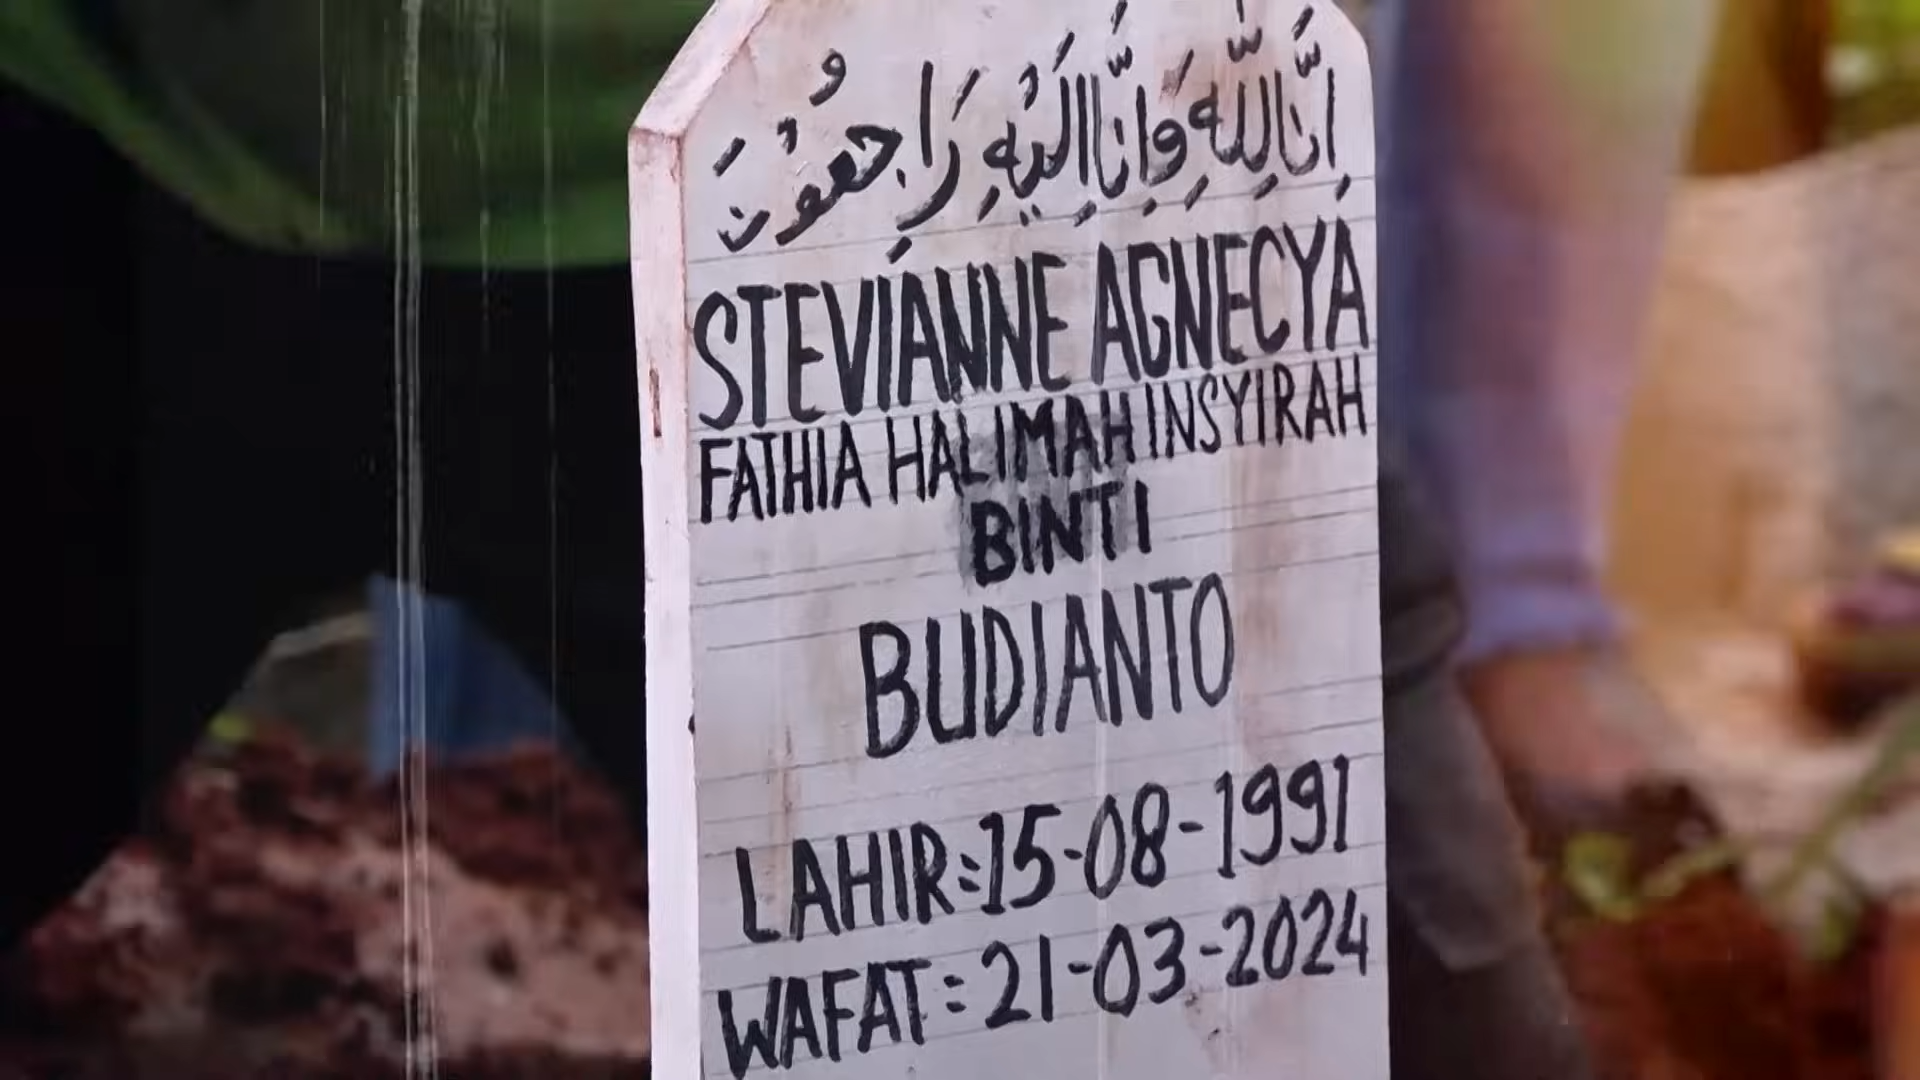 اِنَّا لِلّٰهِ وَاِنَّا اِلَيْهِ رَاجِعُوْنَ
STEVIANNE AGNECYA
FATHIA HALIMAH INSYIRAH
BINTI
BUDIANTO
LAHIR=15-08-1991
WAFAT=21-03-2024